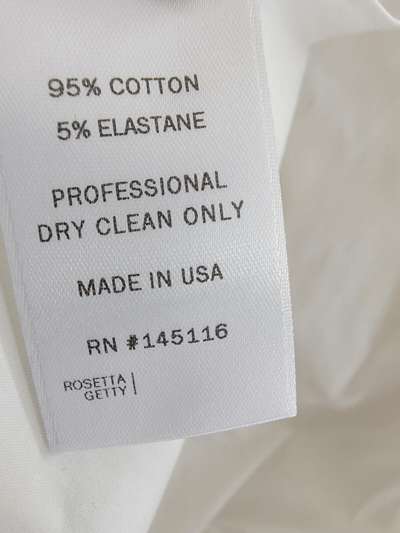 95% COTTON
5% ELASTANE
PROFESSIONAL
DRY CLEAN ONLY
MADE IN USA
RN #145116
ROSETTA
GETTY